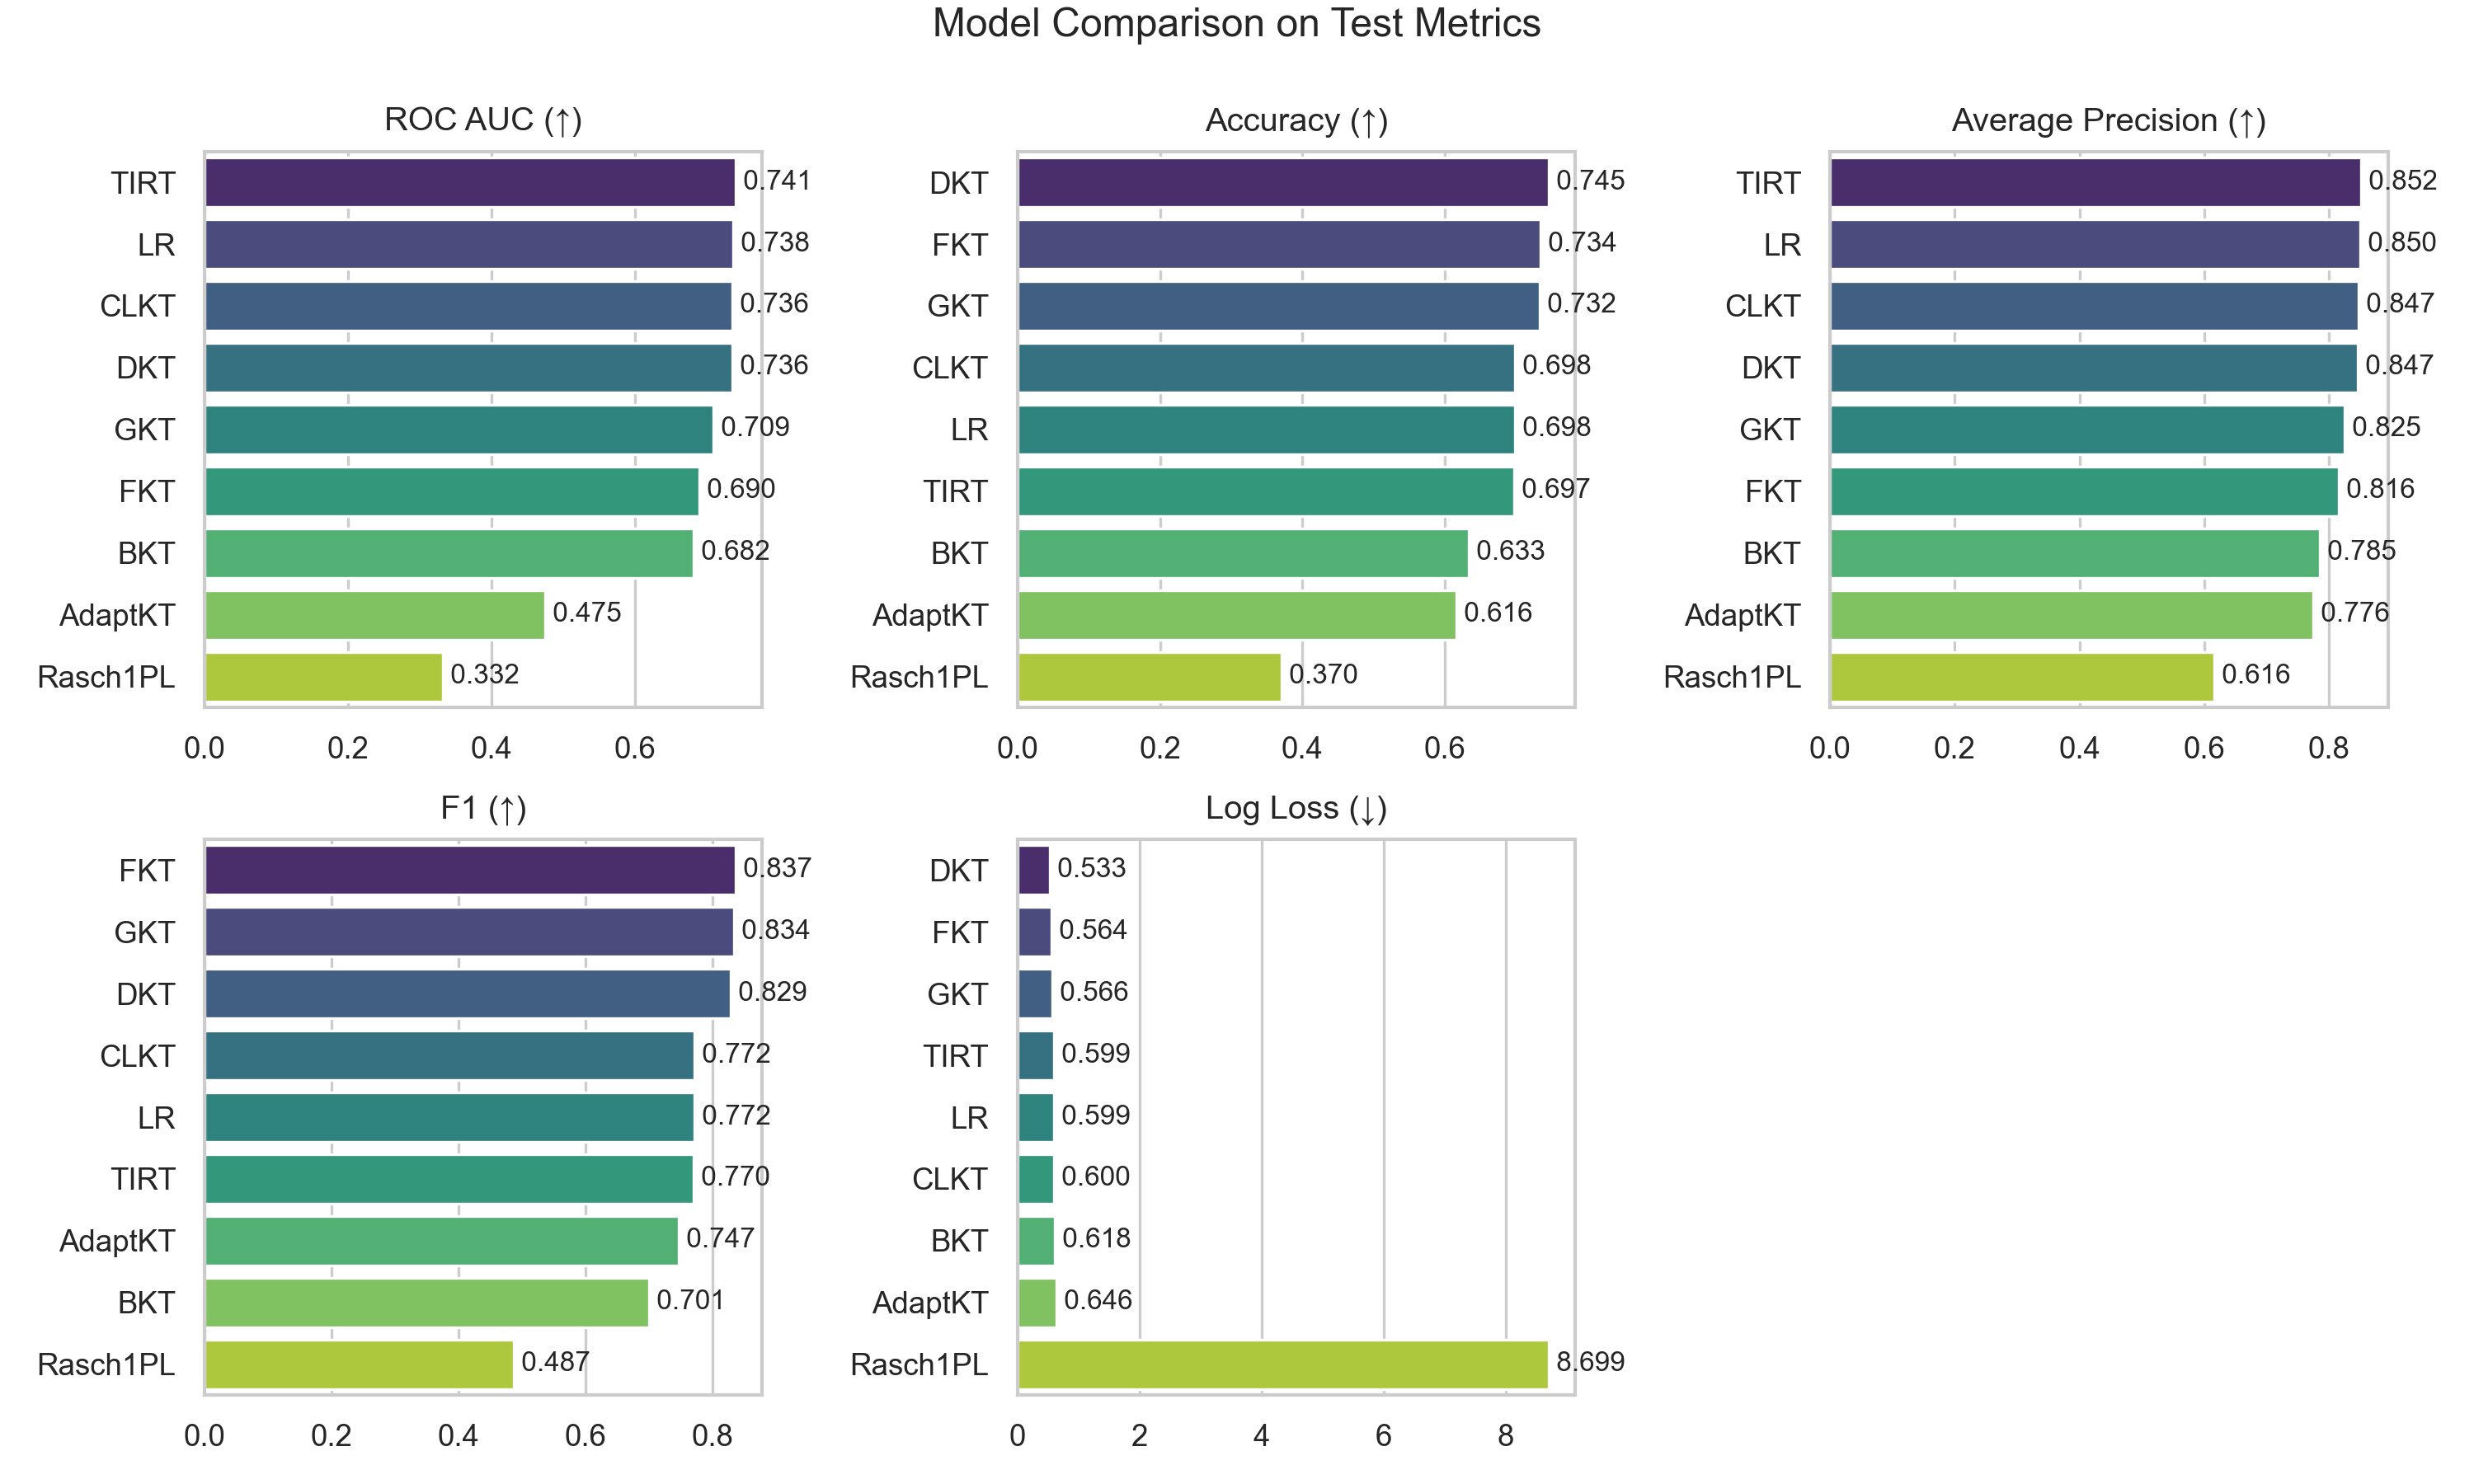 Model Comparison on Test Metrics
ROC AUC (↑)
TIRT 0.741
LR 0.738
CLKT 0.736
DKT 0.736
GKT 0.709
FKT 0.690
BKT 0.682
AdaptKT 0.475
Rasch1PL 0.332
0.0 0.2 0.4 0.6
Accuracy (↑)
DKT 0.745
FKT 0.734
GKT 0.732
CLKT 0.698
LR 0.698
TIRT 0.697
BKT 0.633
AdaptKT 0.616
Rasch1PL 0.370
0.0 0.2 0.4 0.6
Average Precision (↑)
TIRT 0.852
LR 0.850
CLKT 0.847
DKT 0.847
GKT 0.825
FKT 0.816
BKT 0.785
AdaptKT 0.776
Rasch1PL 0.616
0.0 0.2 0.4 0.6 0.8
F1 (↑)
FKT 0.837
GKT 0.834
DKT 0.829
CLKT 0.772
LR 0.772
TIRT 0.770
AdaptKT 0.747
BKT 0.701
Rasch1PL 0.487
0.0 0.2 0.4 0.6 0.8
Log Loss (↓)
DKT 0.533
FKT 0.564
GKT 0.566
TIRT 0.599
LR 0.599
CLKT 0.600
BKT 0.618
AdaptKT 0.646
Rasch1PL 8.699
0 2 4 6 8